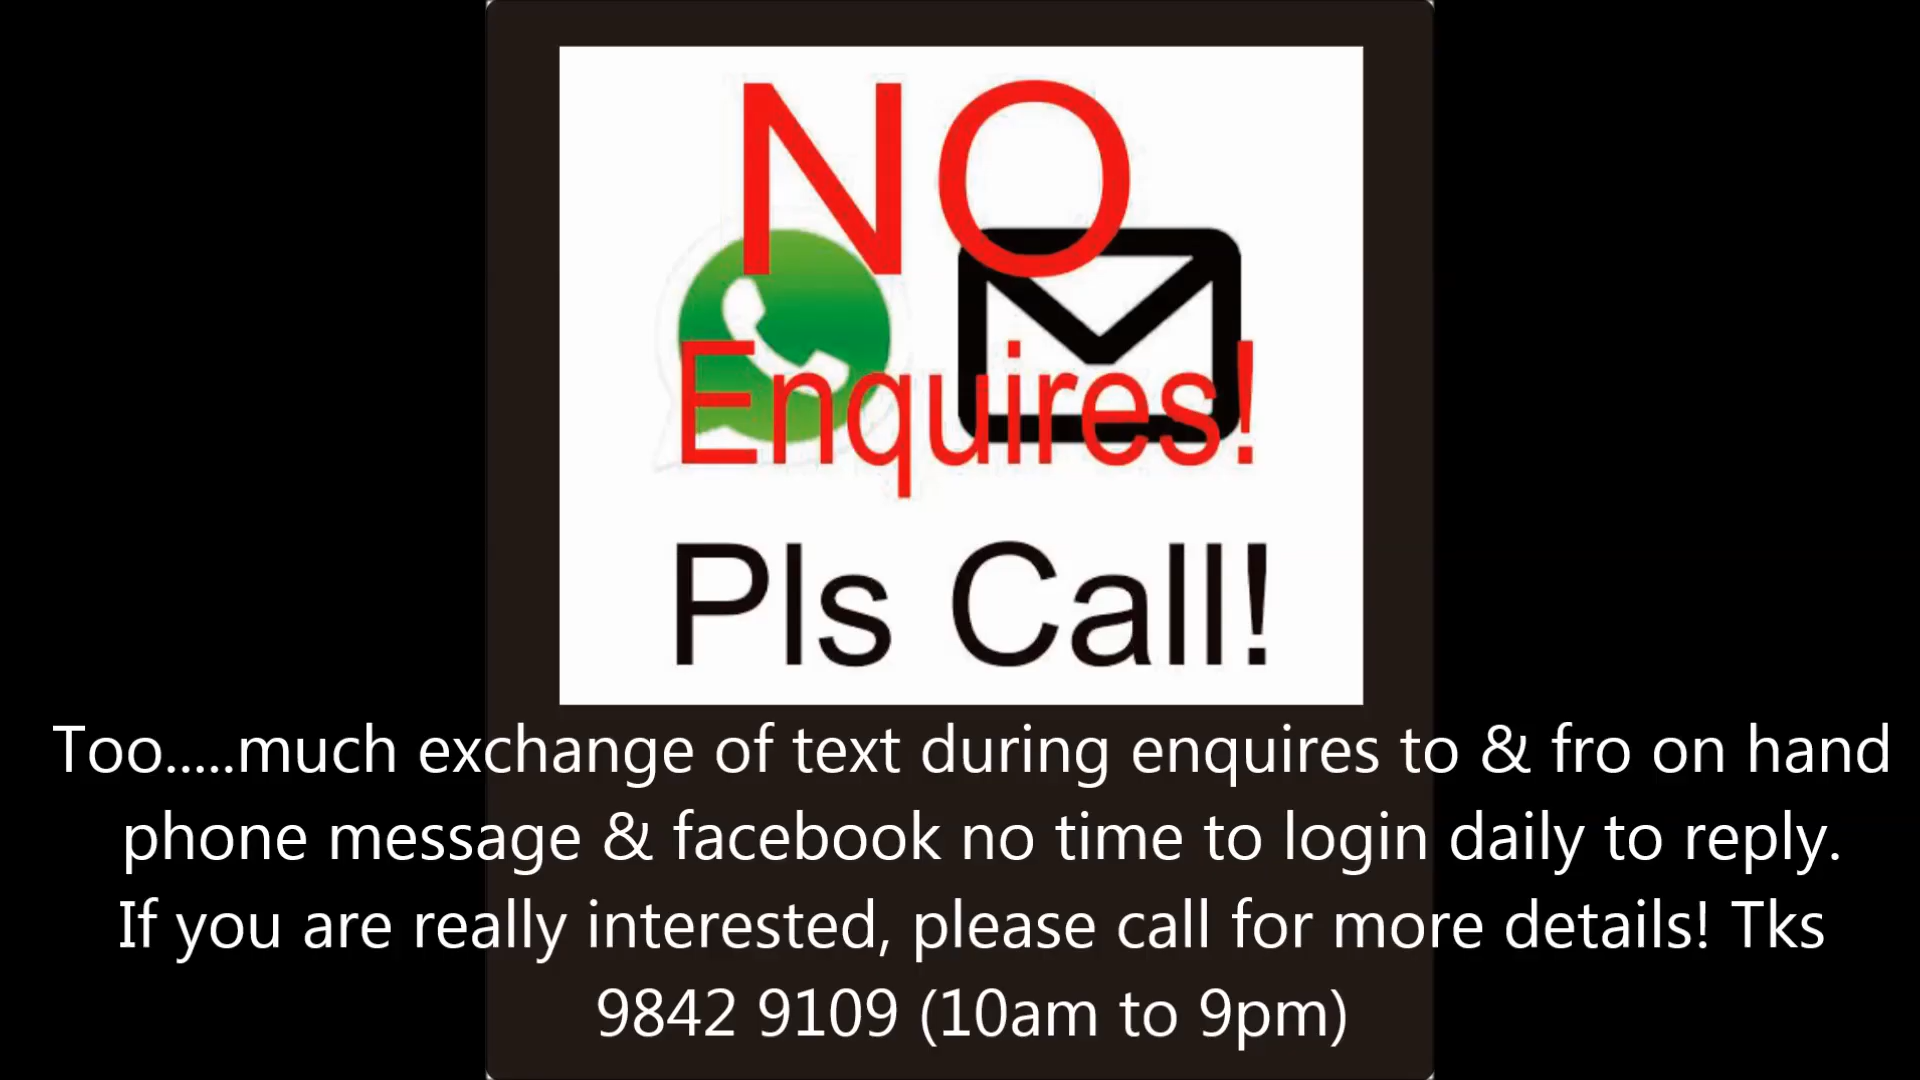 NO
Enquires!
Pls Call!
Too.....much exchange of text during enquires to & fro on hand
phone message & facebook no time to login daily to reply.
If you are really interested, please call for more details! Tks
9842 9109 (10am to 9pm)